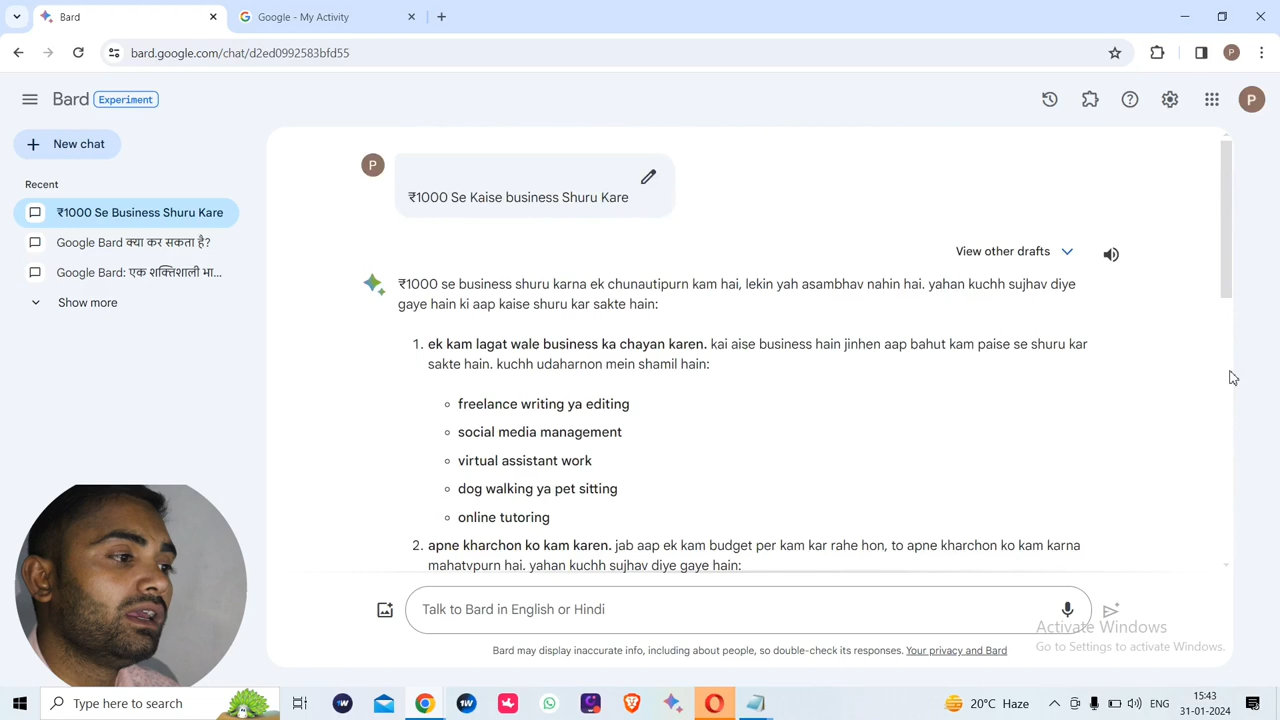 Bard
Google - My Activity
bard.google.com/chat/d2ed0992583bfd55
P
Bard Experiment
P
New chat
Recent
₹1000 Se Business Shuru Kare
Google Bard क्या कर सकता है?
Google Bard: एक शक्तिशाली भा...
Show more
P
₹1000 Se Kaise business Shuru Kare
View other drafts
₹1000 se business shuru karna ek chunautipurn kam hai, lekin yah asambhav nahin hai. yahan kuchh sujhav diye
gaye hain ki aap kaise shuru kar sakte hain:
1. ek kam lagat wale business ka chayan karen. kai aise business hain jinhen aap bahut kam paise se shuru kar
sakte hain. kuchh udaharnon mein shamil hain:
freelance writing ya editing
social media management
virtual assistant work
dog walking ya pet sitting
online tutoring
2. apne kharchon ko kam karen. jab aap ek kam budget per kam kar rahe hon, to apne kharchon ko kam karna
mahatvpurn hai. yahan kuchh sujhav diye gaye hain:
Talk to Bard in English or Hindi
Activate Windows
Go to Settings to activate Windows.
Bard may display inaccurate info, including about people, so double-check its responses. Your privacy and Bard
Type here to search
20°C Haze
ENG
15:43
31-01-2024